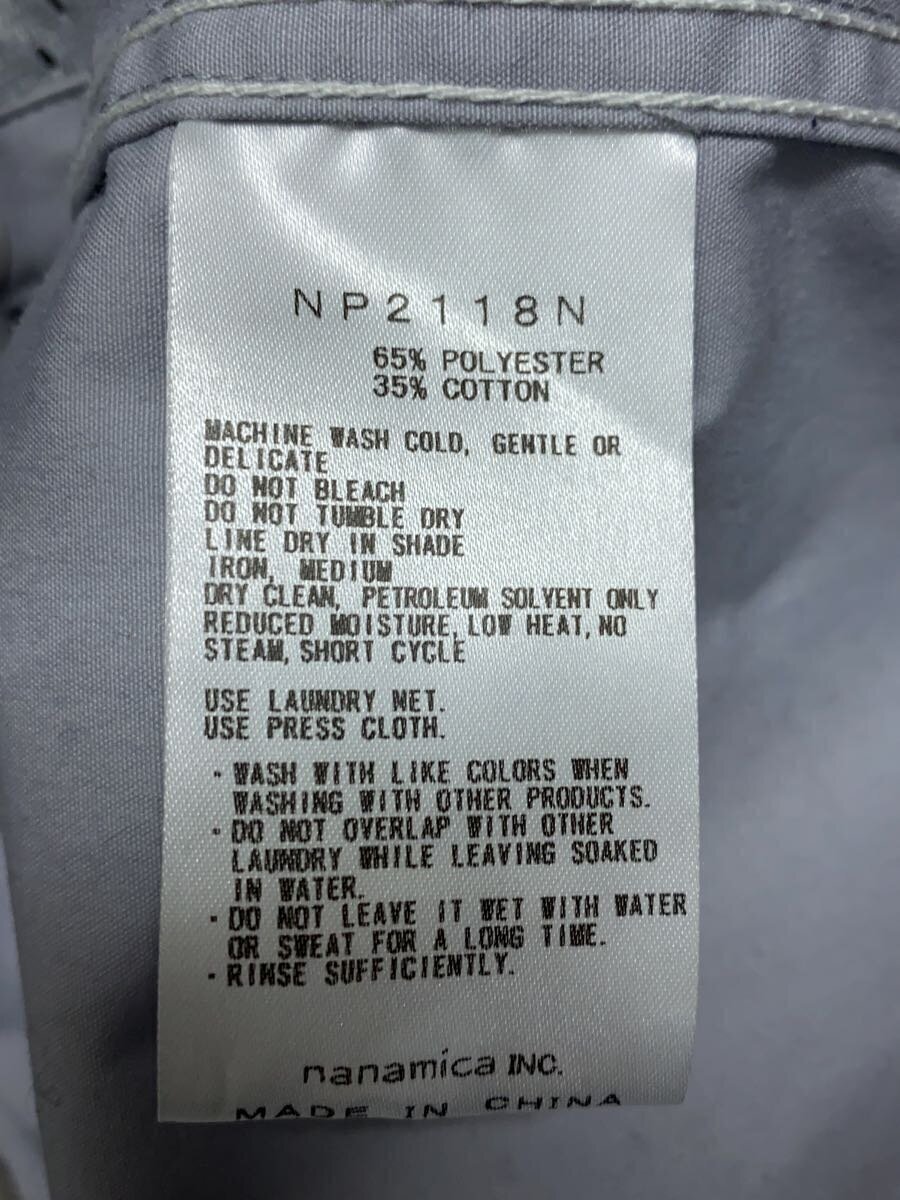 NP2118N
65% POLYESTER
35% COTTON
MACHINE WASH COLD, GENTLE OR
DELICATE
DO NOT BLEACH
DO NOT TUMBLE DRY
LINE DRY IN SHADE
IRON, MEDIUM
DRY CLEAN, PETROLEUM SOLVENT ONLY
REDUCED MOISTURE, LOW HEAT, NO
STEAM, SHORT CYCLE
USE LAUNDRY NET.
USE PRESS CLOTH.
・WASH WITH LIKE COLORS WHEN
WASHING WITH OTHER PRODUCTS.
・DO NOT OVERLAP WITH OTHER
LAUNDRY WHILE LEAVING SOAKED
IN WATER.
・DO NOT LEAVE IT WET WITH WATER
OR SWEAT FOR A LONG TIME.
・RINSE SUFFICIENTLY.
nanamica INC.
MADE IN CHINA